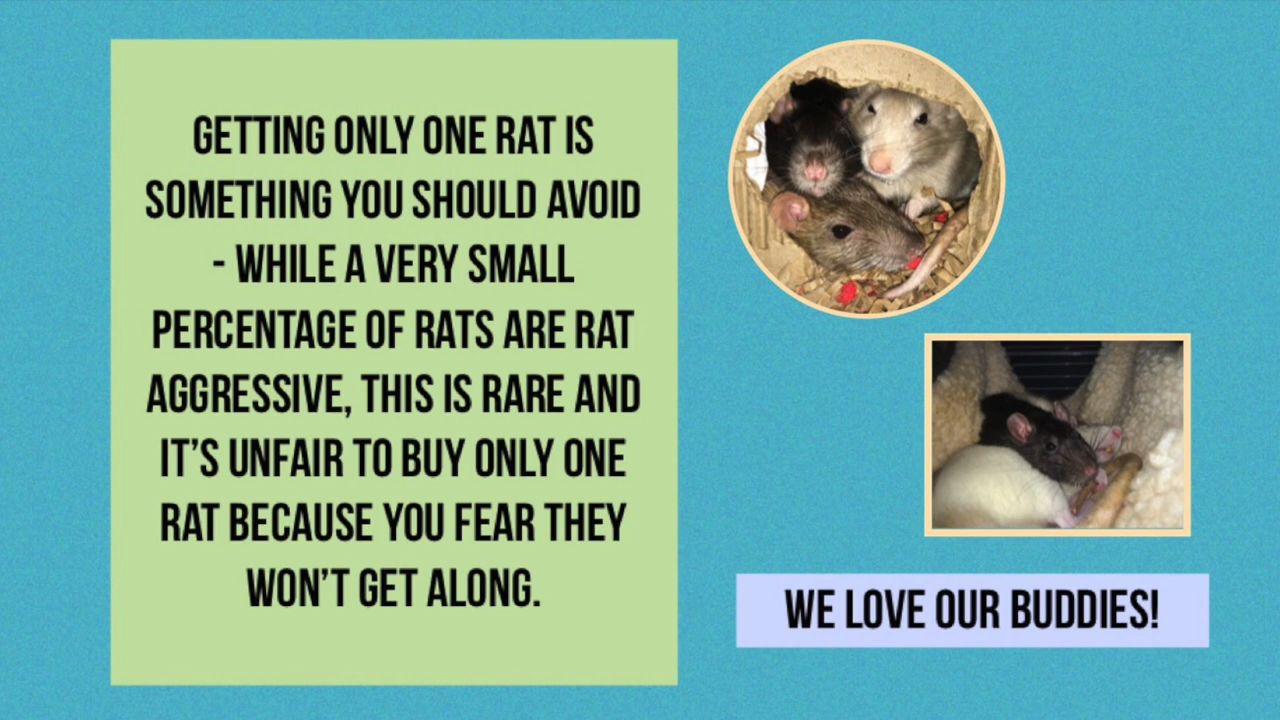 GETTING ONLY ONE RAT IS
SOMETHING YOU SHOULD AVOID
- WHILE A VERY SMALL
PERCENTAGE OF RATS ARE RAT
AGGRESSIVE, THIS IS RARE AND
IT'S UNFAIR TO BUY ONLY ONE
RAT BECAUSE YOU FEAR THEY
WON'T GET ALONG.
WE LOVE OUR BUDDIES!